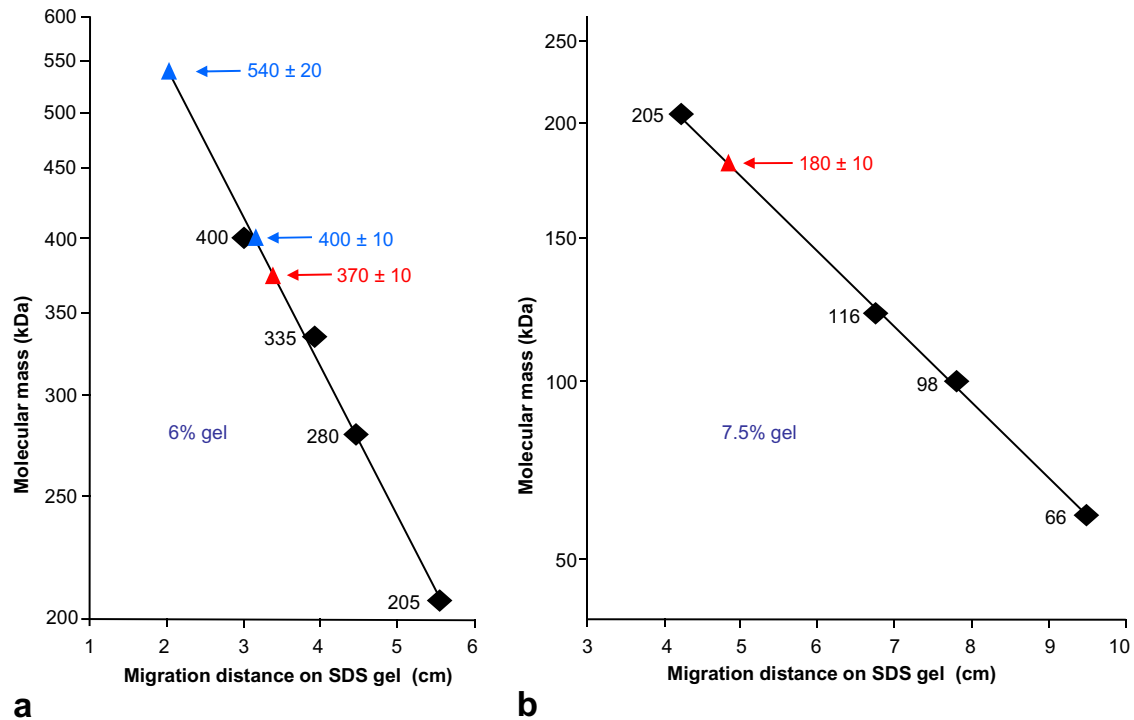 600
550
500
450
400
350
300
250
200
Molecular mass (kDa)
540 ± 20
400
400 ± 10
370 ± 10
335
6% gel
280
205
1 2 3 4 5 6
Migration distance on SDS gel (cm)
a
250
200
150
100
50
Molecular mass (kDa)
205
180 ± 10
116
98
7.5% gel
66
3 4 5 6 7 8 9 10
Migration distance on SDS gel (cm)
b